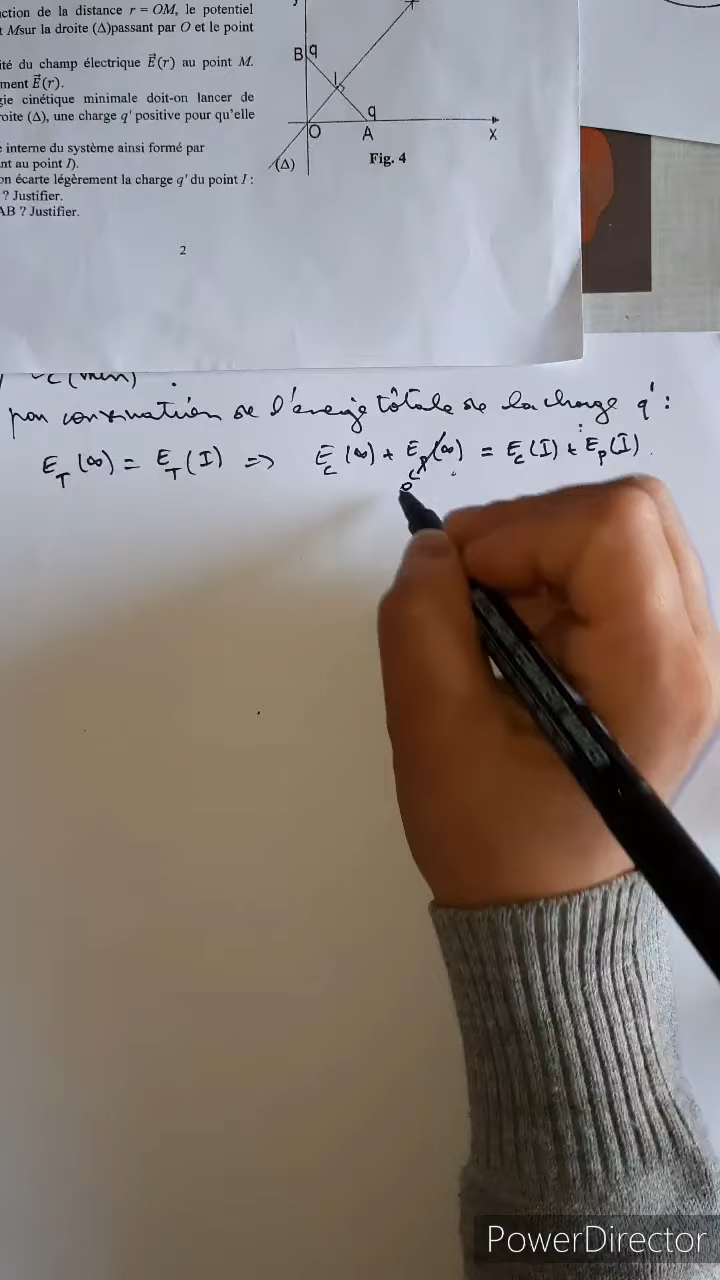 ction de la distance r = OM, le potentiel
t Msur la droite (Δ)passant par O et le point
ité du champ électrique E⃗(r) au point M.
ment E⃗(r).
gie cinétique minimale doit-on lancer de
oite (Δ), une charge q' positive pour qu'elle
e interne du système ainsi formé par
nt au point I).
on écarte légèrement la charge q' du point I :
? Justifier.
AB ? Justifier.
B q
I
q
O A X
(Δ)
Fig. 4
2
c (min) .
par conservation de l'énergie tôtale de la charge q' :
E_T (∞) = E_T (I) => E_c (∞) + E_p (∞) = E_c (I) + E_p (I) .
o
PowerDirector